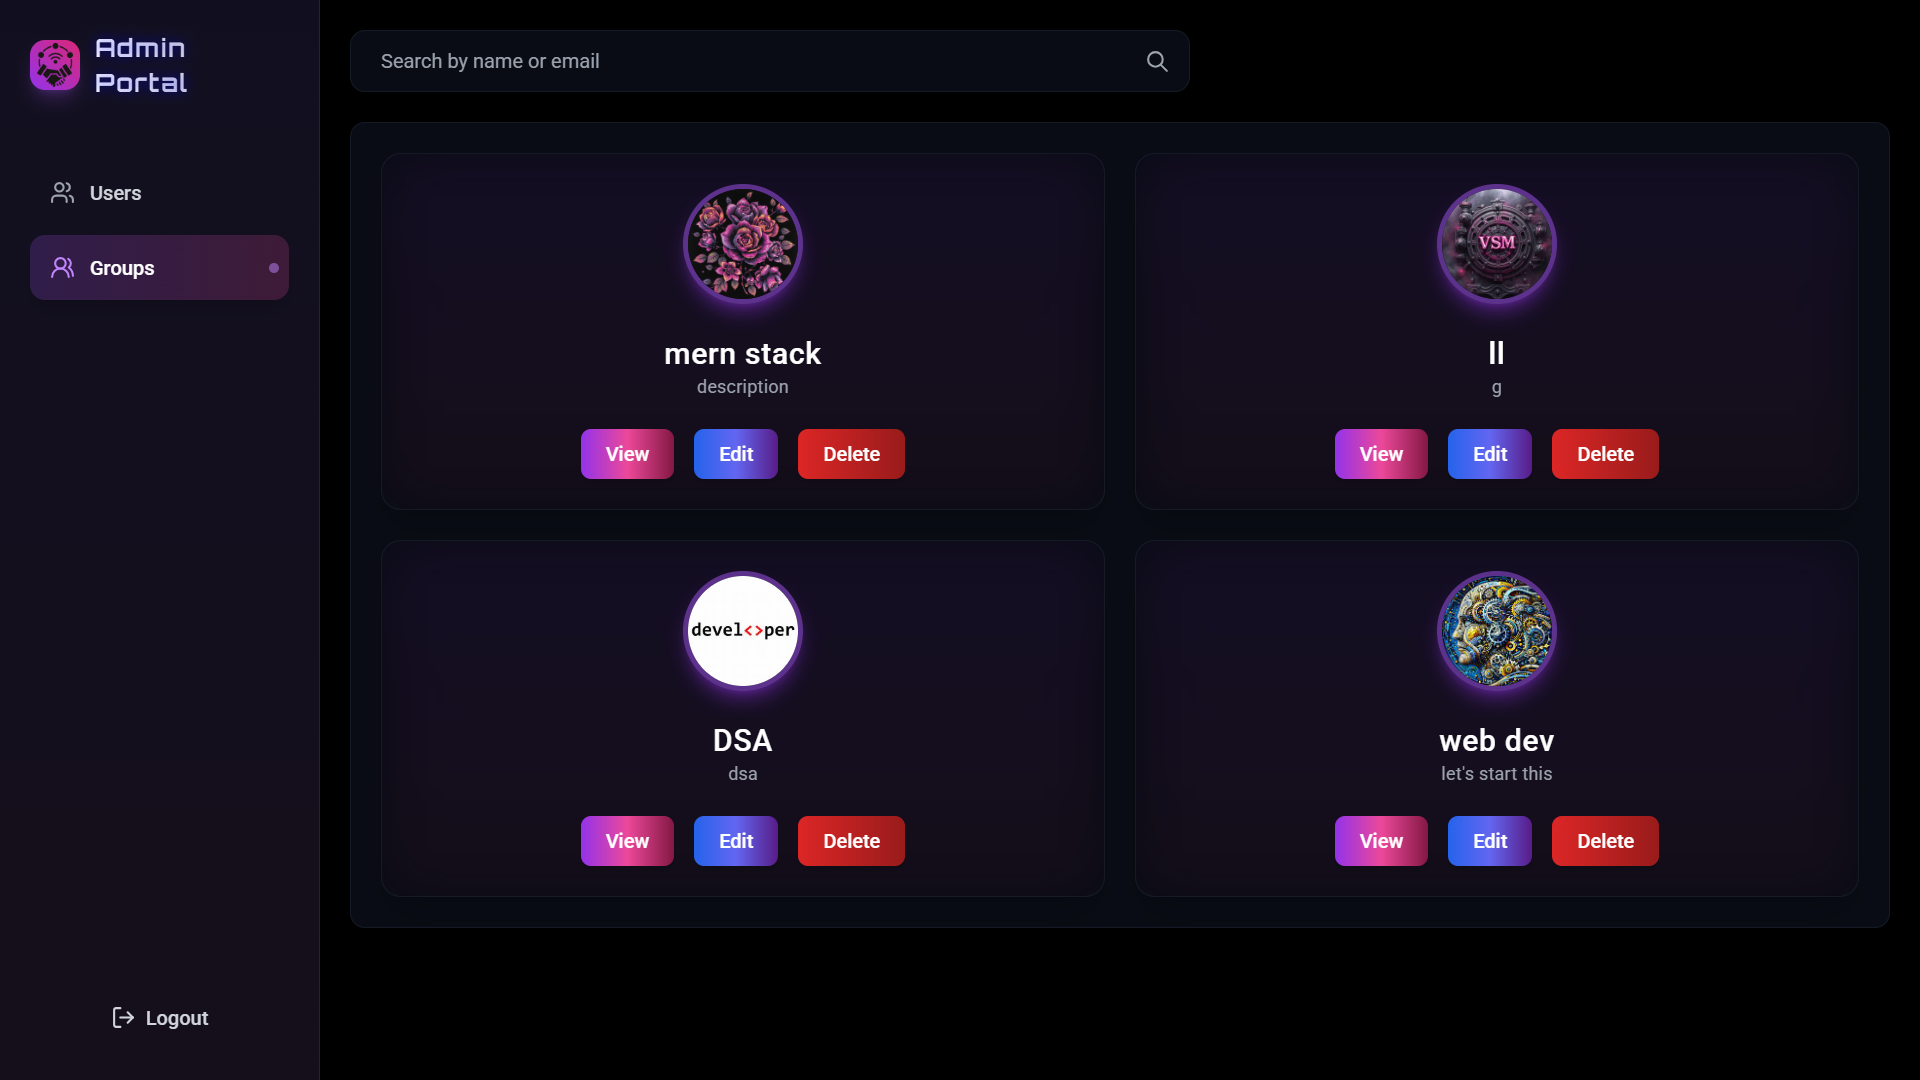 Admin
Portal
Users
Groups
Logout
Search by name or email
mern stack
description
View Edit Delete
VSM
ll
g
View Edit Delete
devel<>per
DSA
dsa
View Edit Delete
web dev
let's start this
View Edit Delete